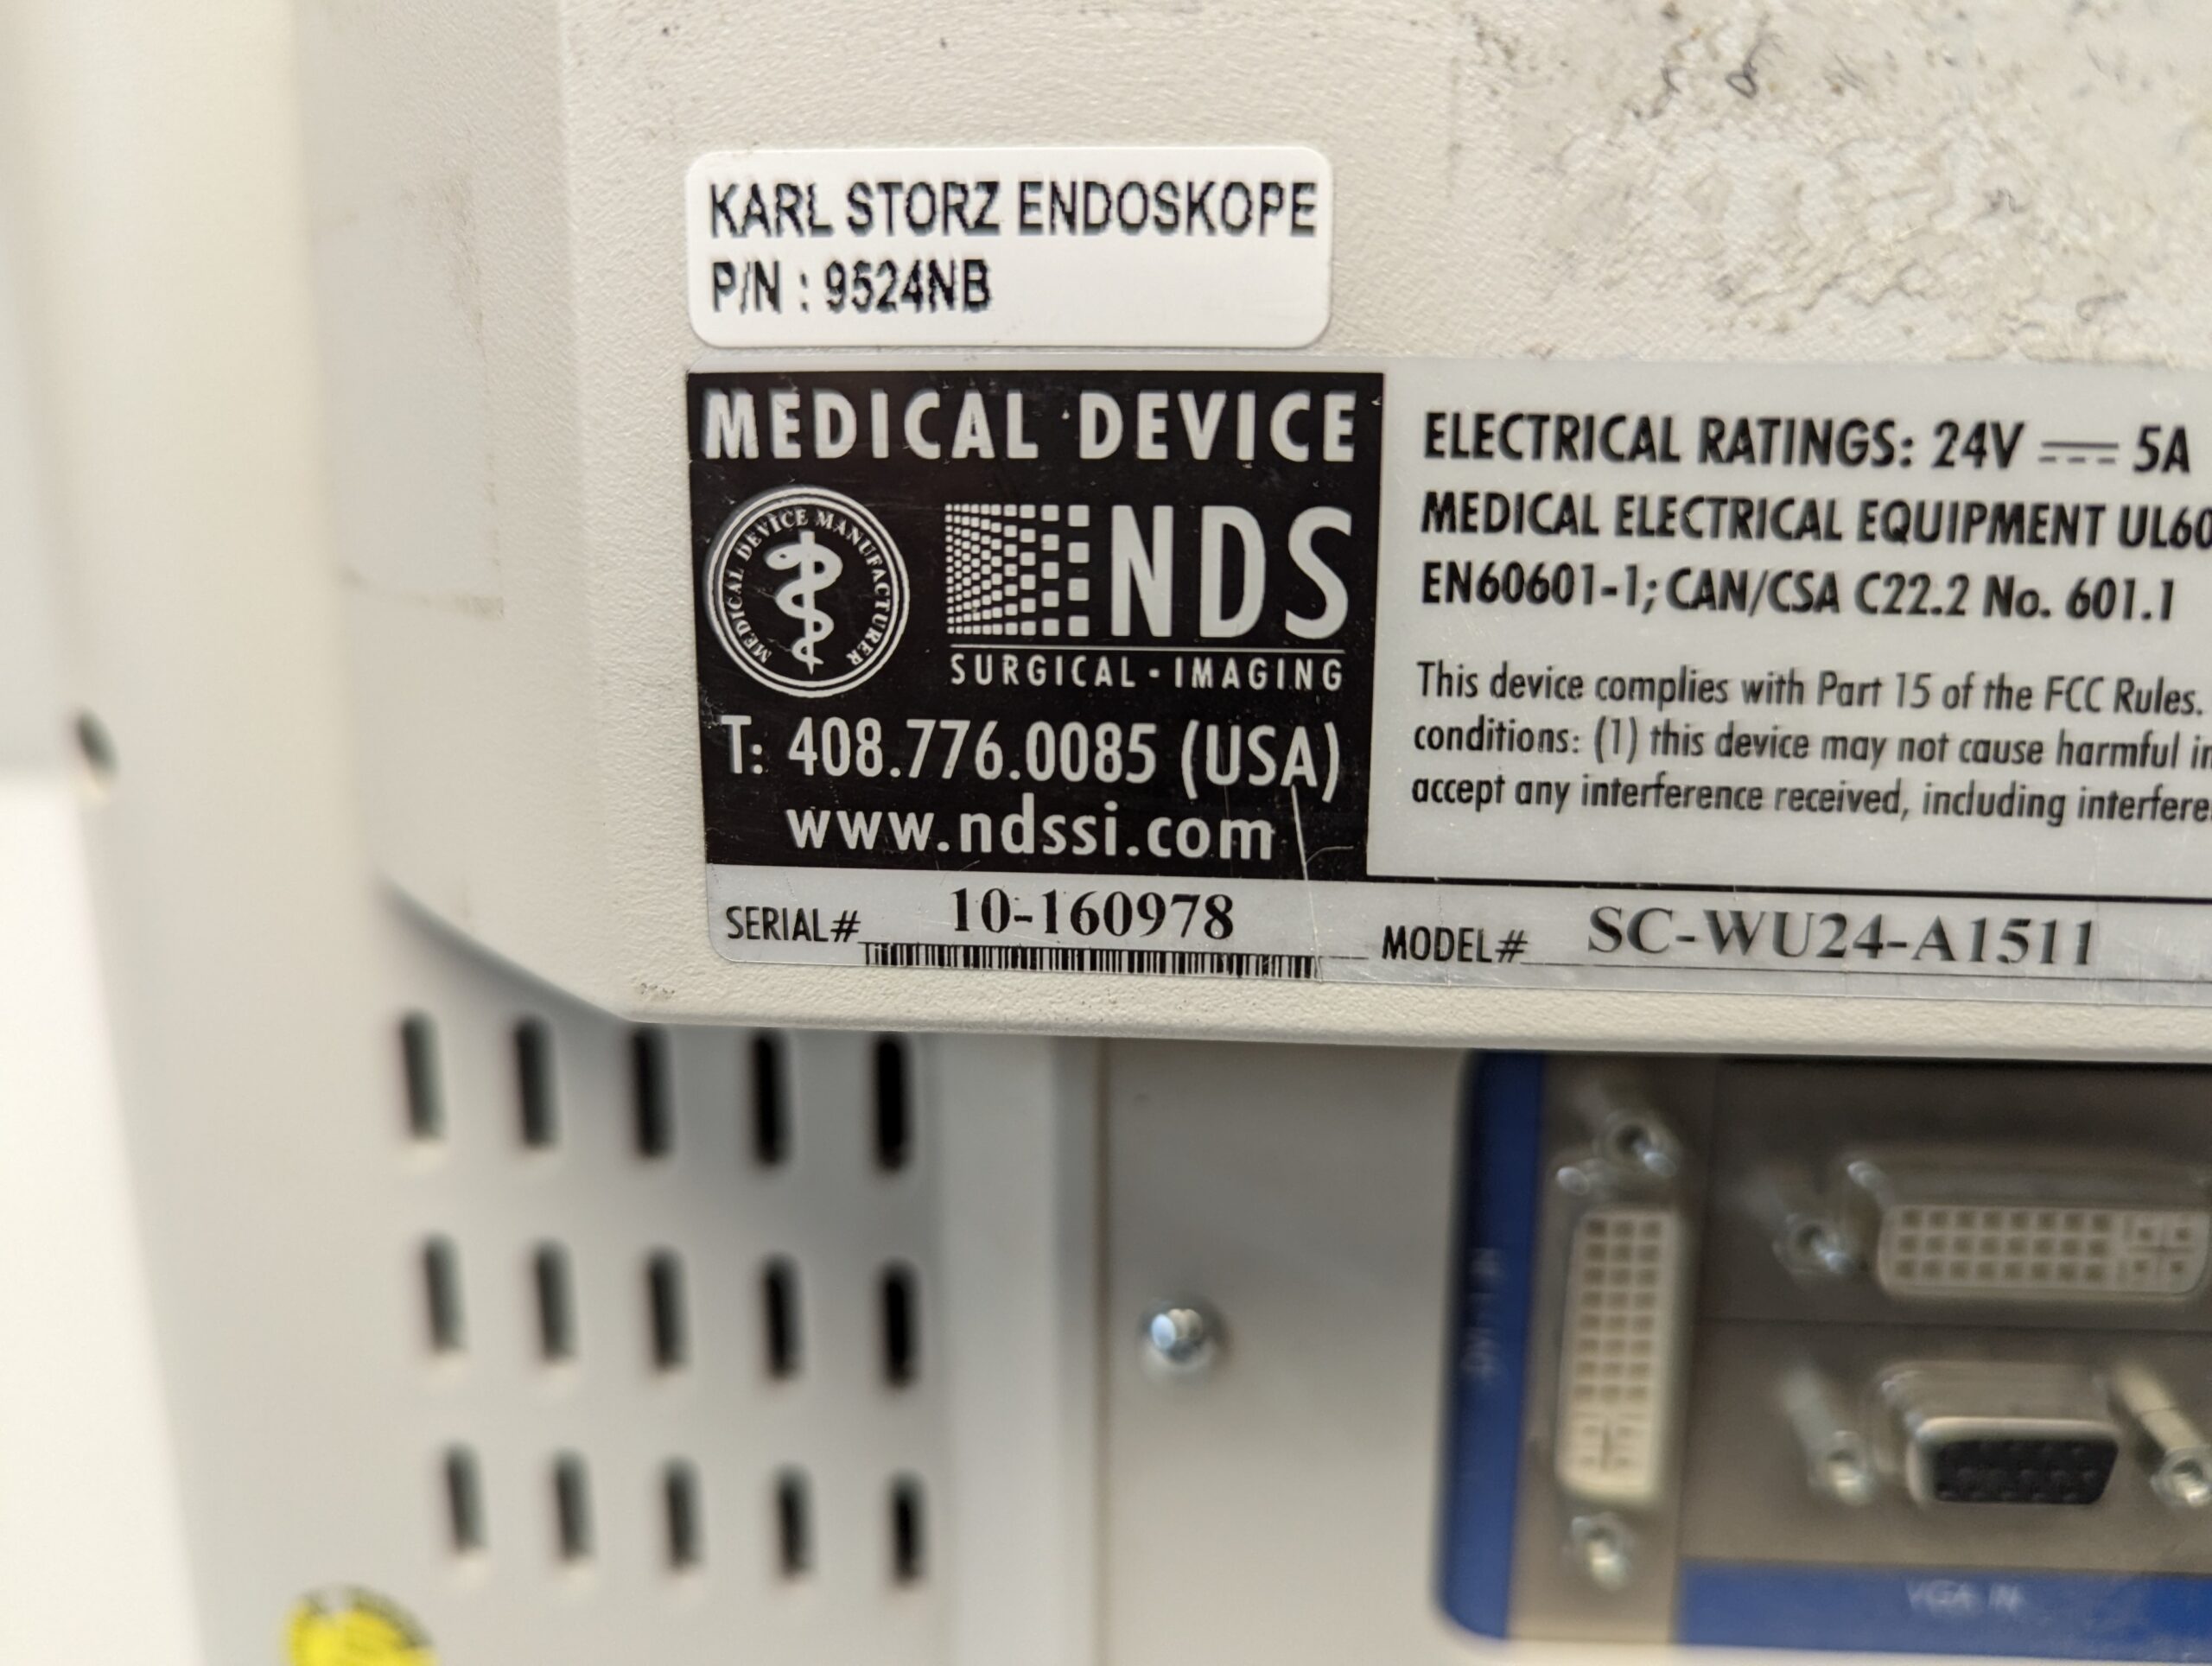 KARL STORZ ENDOSKOPE
P/N : 9524NB
MEDICAL DEVICE
MEDICAL DEVICE MANUFACTURER
NDS
SURGICAL · IMAGING
T: 408.776.0085 (USA)
www.ndssi.com
ELECTRICAL RATINGS: 24V 5A
MEDICAL ELECTRICAL EQUIPMENT UL60
EN60601-1; CAN/CSA C22.2 No. 601.1
This device complies with Part 15 of the FCC Rules.
conditions: (1) this device may not cause harmful
accept any interference received, including
SERIAL# 10-160978
MODEL# SC-WU24-A1511
VGA IN